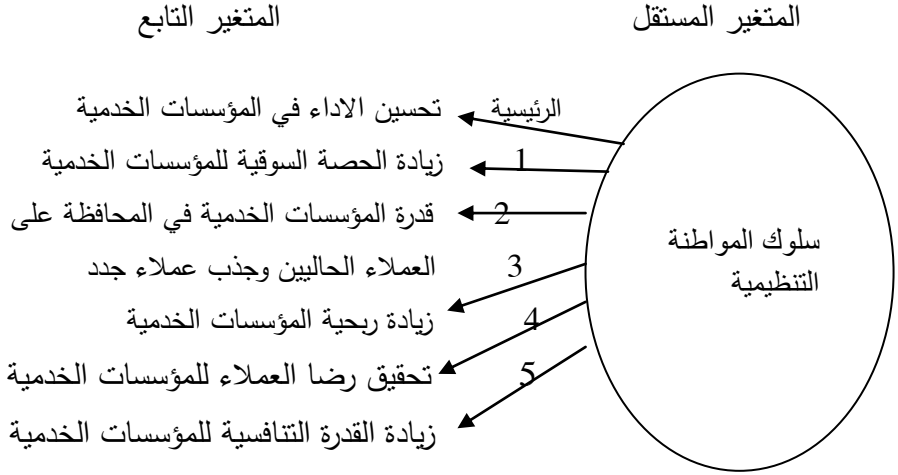 المتغير المستقل
المتغير التابع
سلوك المواطنة
التنظيمية
الرئيسية
تحسين الاداء في المؤسسات الخدمية
1
زيادة الحصة السوقية للمؤسسات الخدمية
2
قدرة المؤسسات الخدمية في المحافظة على
العملاء الحاليين وجذب عملاء جدد
3
زيادة ربحية المؤسسات الخدمية
4
تحقيق رضا العملاء للمؤسسات الخدمية
5
زيادة القدرة التنافسية للمؤسسات الخدمية